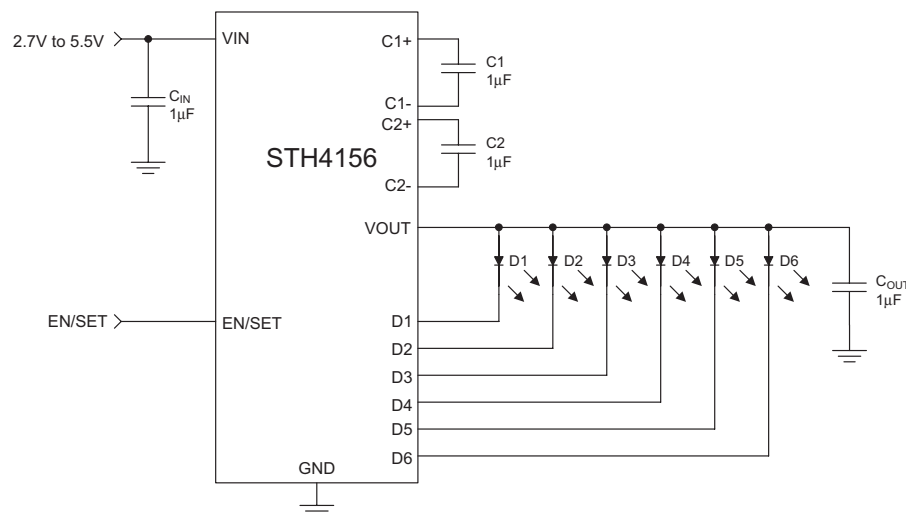 2.7V to 5.5V
VIN
C1+
C1
1µF
C1-
CIN
1µF
C2+
C2
1µF
C2-
STH4156
VOUT
D1
D2
D3
D4
D5
D6
COUT
1µF
EN/SET
EN/SET
D1
D2
D3
D4
D5
D6
GND